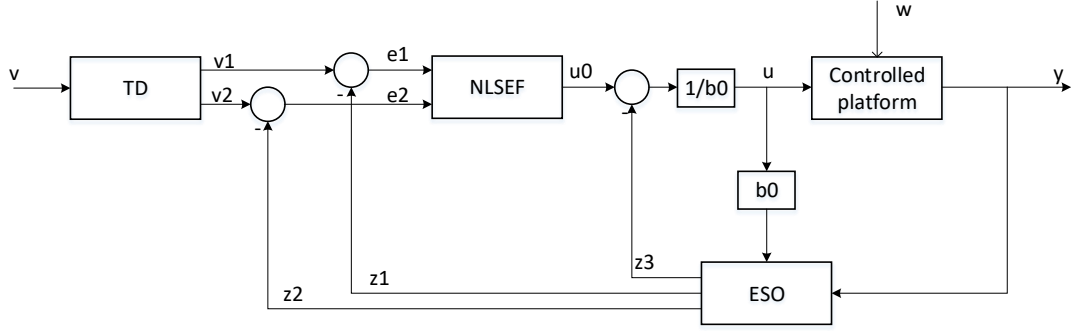 w
v
TD
v1
v2
-
-
e1
e2
NLSEF
u0
-
1/b0
u
Controlled
platform
y
b0
z3
z1
z2
ESO